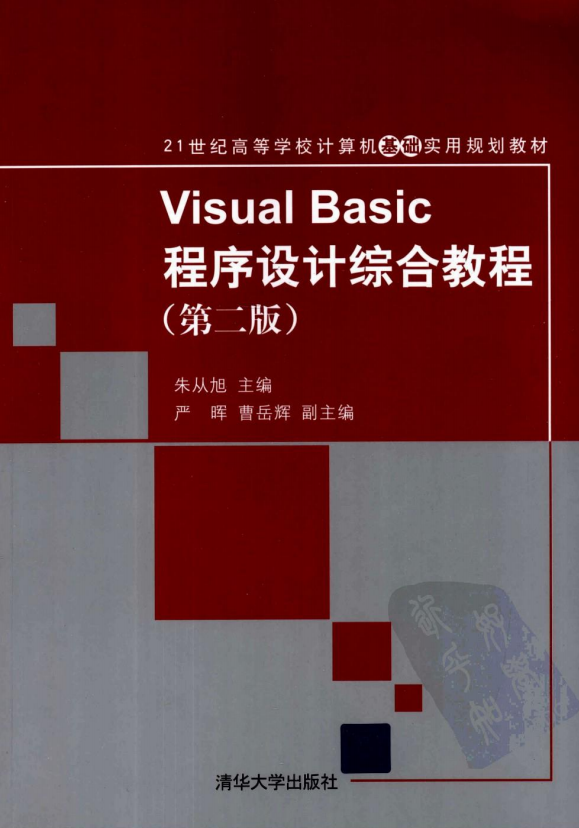 21世纪高等学校计算机基础实用规划教材
Visual Basic
程序设计综合教程
（第二版）
朱从旭 主编
严 晖 曹岳辉 副主编
清华大学出版社